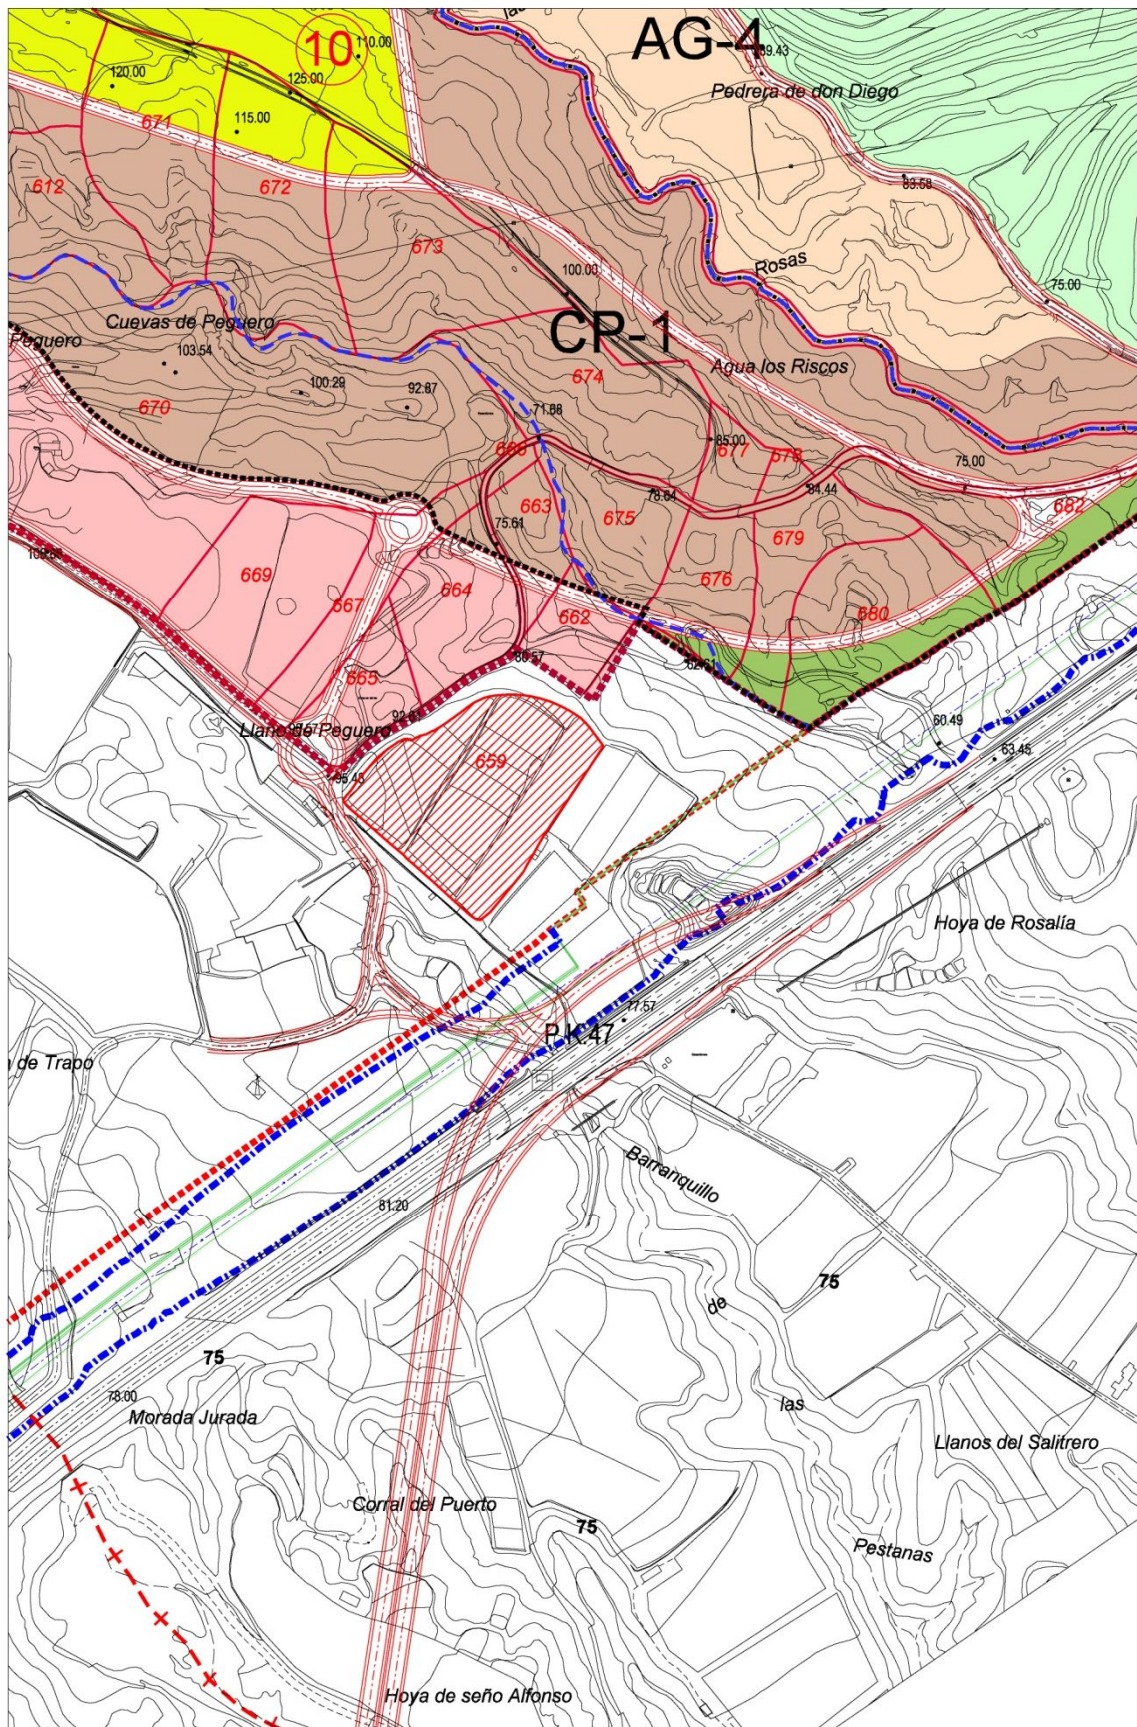 las
AG-4
10
110.00
89.43
120.00
125.00
Pedrera de don Diego
671
115.00
612
672
83.58
673
Rosas
100.00
75.00
Cuevas de Peguero
CP-1
Peguero
103.54
674
Agua los Riscos
100.29
92.87
670
71.68
666
85.00
677
678
75.00
78.64
84.44
663
682
675
75.61
679
669
676
664
667
662
680
80.57
62.61
665
92.61
Llano de Peguero
60.49
63.45
659
95.43
Hoya de Rosalía
77.57
P.K.47
de Trapo
Barranquillo
81.20
75
de
75
78.00
Morada Jurada
las
Llanos del Salitrero
Corral del Puerto
75
Pestanas
Hoya de seño Alfonso